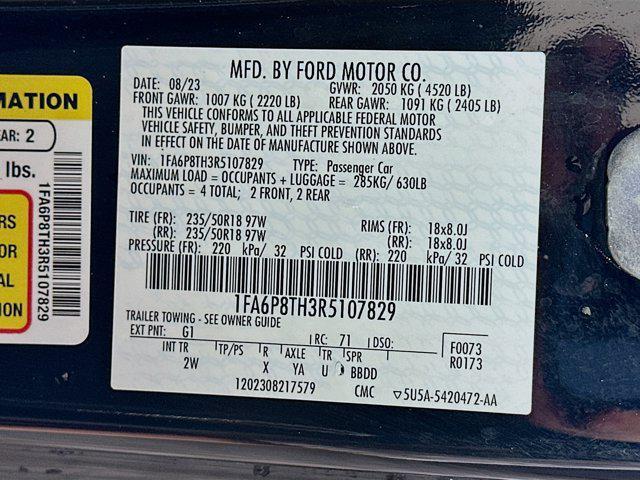 MFD. BY FORD MOTOR CO.
DATE: 08/23 GVWR: 2050 KG ( 4520 LB)
FRONT GAWR: 1007 KG ( 2220 LB) REAR GAWR: 1091 KG ( 2405 LB)
THIS VEHICLE CONFORMS TO ALL APPLICABLE FEDERAL MOTOR
VEHICLE SAFETY, BUMPER, AND THEFT PREVENTION STANDARDS
IN EFFECT ON THE DATE OF MANUFACTURE SHOWN ABOVE.
VIN: 1FA6P8TH3R5107829 TYPE: Passenger Car
MAXIMUM LOAD = OCCUPANTS + LUGGAGE = 285KG/ 630LB
OCCUPANTS = 4 TOTAL; 2 FRONT, 2 REAR
TIRE (FR): 235/50R18 97W RIMS (FR): 18x8.0J
(RR): 235/50R18 97W (RR): 18x8.0J
PRESSURE (FR): 220 kPa/ 32 PSI COLD (RR): 220 kPa/ 32 PSI COLD
1FA6P8TH3R5107829
TRAILER TOWING - SEE OWNER GUIDE
EXT PNT: G1 RC: 71 DSO: F0073
INT TR TP/PS R AXLE TR SPR R0173
2W X YA U BBDD
1202308217579 CMC ▽5U5A-5420472-AA
RMATION
EAR: 2
lbs.
RS
OR
AL
1FA6P8TH3R5107829